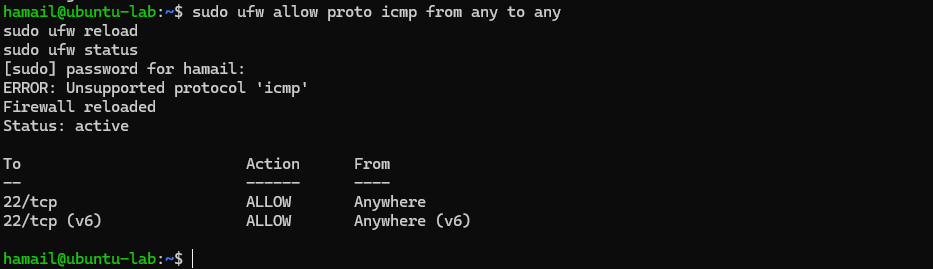 hamail@ubuntu-lab:~$ sudo ufw allow proto icmp from any to any
sudo ufw reload
sudo ufw status
[sudo] password for hamail:
ERROR: Unsupported protocol 'icmp'
Firewall reloaded
Status: active

To                         Action      From
--                         ------      ----
22/tcp                     ALLOW       Anywhere
22/tcp (v6)                ALLOW       Anywhere (v6)

hamail@ubuntu-lab:~$